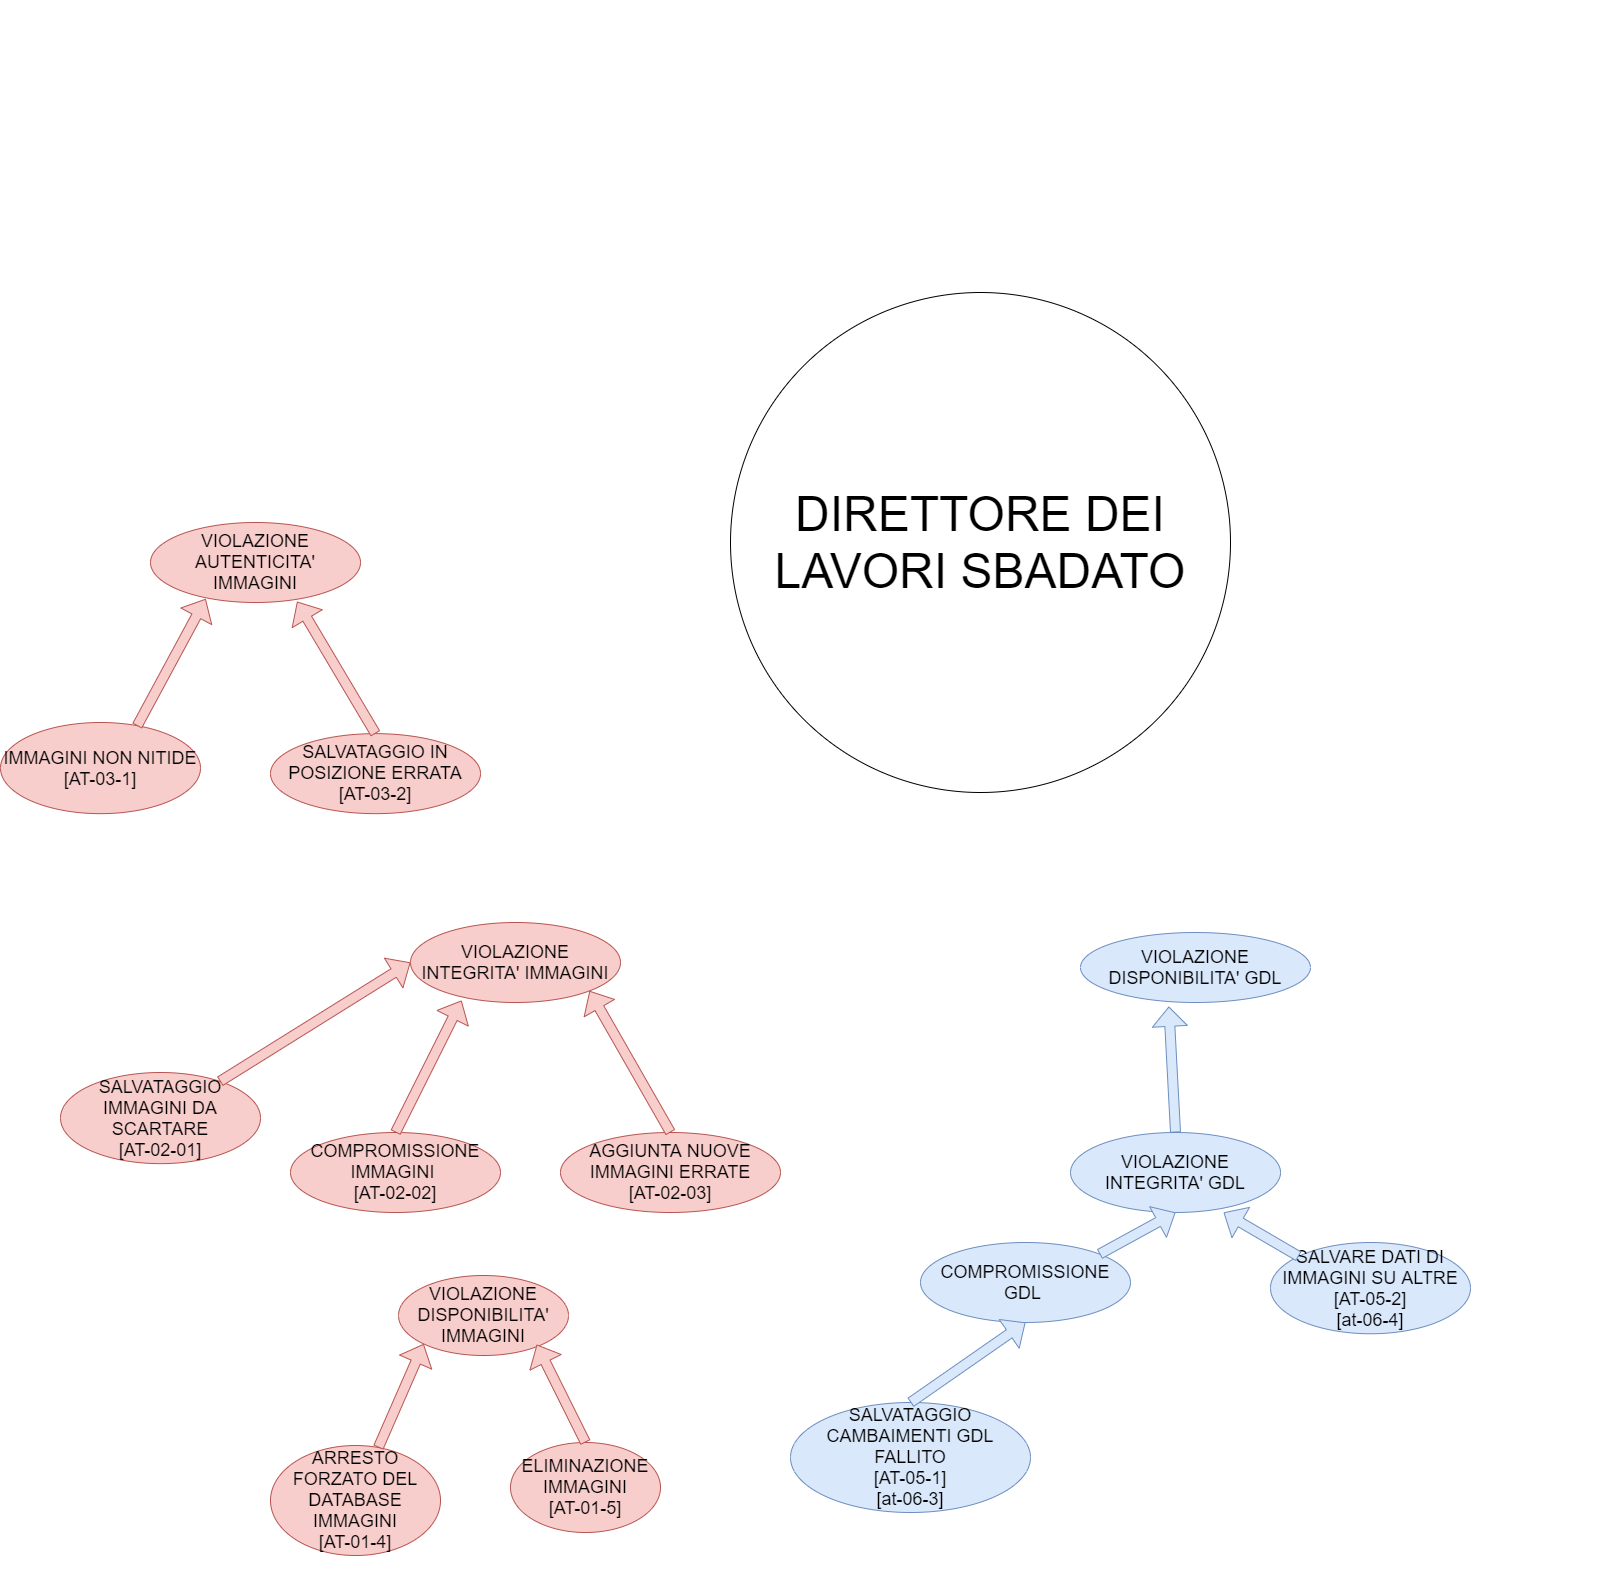 DIRETTORE DEI
LAVORI SBADATO
VIOLAZIONE
AUTENTICITA'
IMMAGINI
IMMAGINI NON NITIDE
[AT-03-1]
SALVATAGGIO IN
POSIZIONE ERRATA
[AT-03-2]
VIOLAZIONE
INTEGRITA' IMMAGINI
SALVATAGGIO
IMMAGINI DA
SCARTARE
[AT-02-01]
COMPROMISSIONE
IMMAGINI
[AT-02-02]
AGGIUNTA NUOVE
IMMAGINI ERRATE
[AT-02-03]
VIOLAZIONE
DISPONIBILITA'
IMMAGINI
ARRESTO
FORZATO DEL
DATABASE
IMMAGINI
[AT-01-4]
ELIMINAZIONE
IMMAGINI
[AT-01-5]
VIOLAZIONE
DISPONIBILITA' GDL
VIOLAZIONE
INTEGRITA' GDL
COMPROMISSIONE
GDL
SALVARE DATI DI
IMMAGINI SU ALTRE
[AT-05-2]
[at-06-4]
SALVATAGGIO
CAMBAIMENTI GDL
FALLITO
[AT-05-1]
[at-06-3]